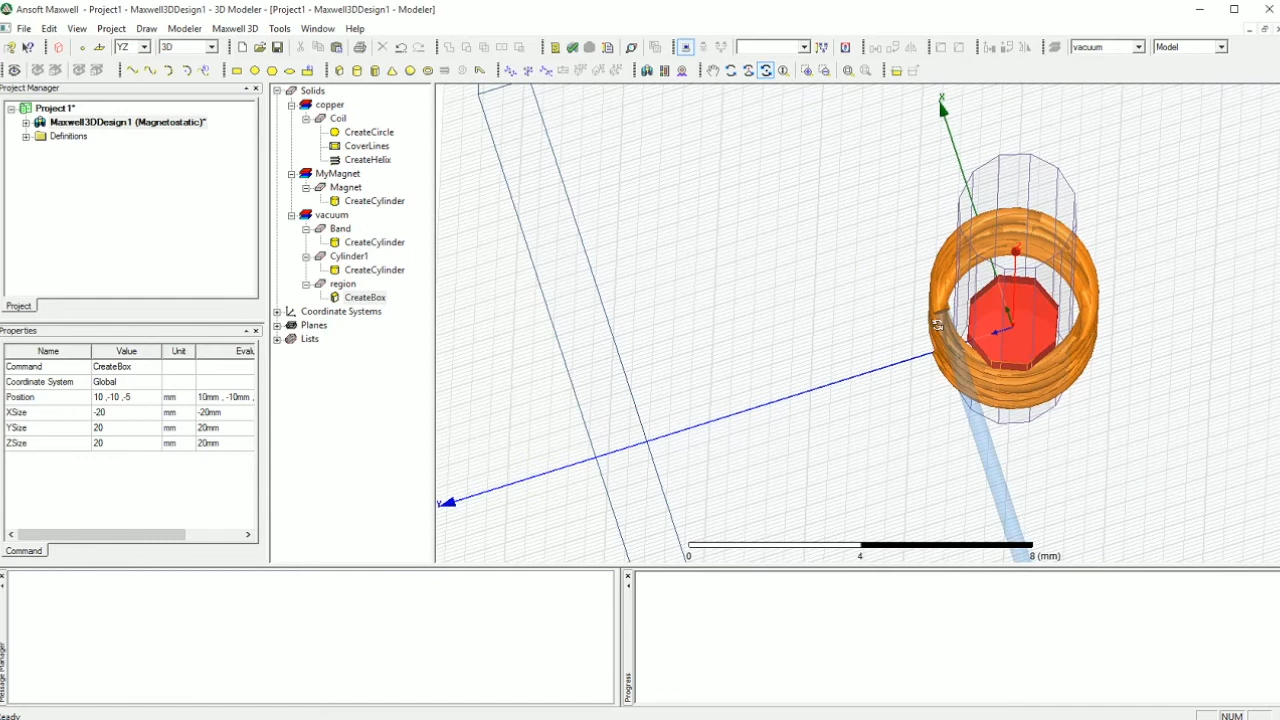 Ansoft Maxwell - Project1 - Maxwell3DDesign1 - 3D Modeler - [Project1 - Maxwell3DDesign1 - Modeler]
File Edit View Project Draw Modeler Maxwell 3D Tools Window Help
YZ 3D vacuum Model
Project Manager
Project1*
Maxwell3DDesign1 (Magnetostatic)*
Definitions
Project
Properties
Name Value Unit
Command CreateBox
Coordinate System Global
Position 10 ,-10 ,-5 mm 10mm , -10mm ,
XSize -20 mm -20mm
YSize 20 mm 20mm
ZSize 20 mm 20mm
Command
Solids
copper
Coil
CreateCircle
CoverLines
CreateHelix
MyMagnet
Magnet
CreateCylinder
vacuum
Band
CreateCylinder
Cylinder1
CreateCylinder
region
CreateBox
Coordinate Systems
Planes
Lists
X
0 4 8 (mm)
Message Manager
Progress
NUM